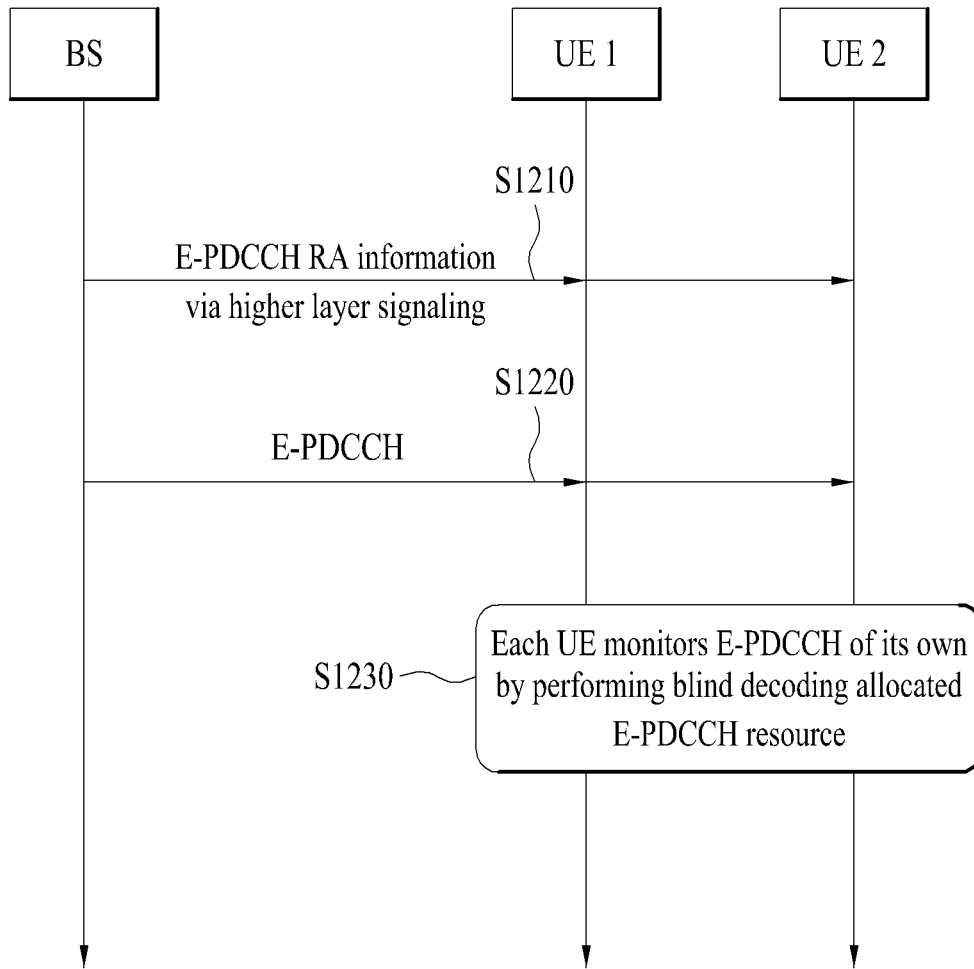 BS
UE 1
UE 2
S1210
E-PDCCH RA information
via higher layer signaling
S1220
E-PDCCH
S1230
Each UE monitors E-PDCCH of its own
by performing blind decoding allocated
E-PDCCH resource